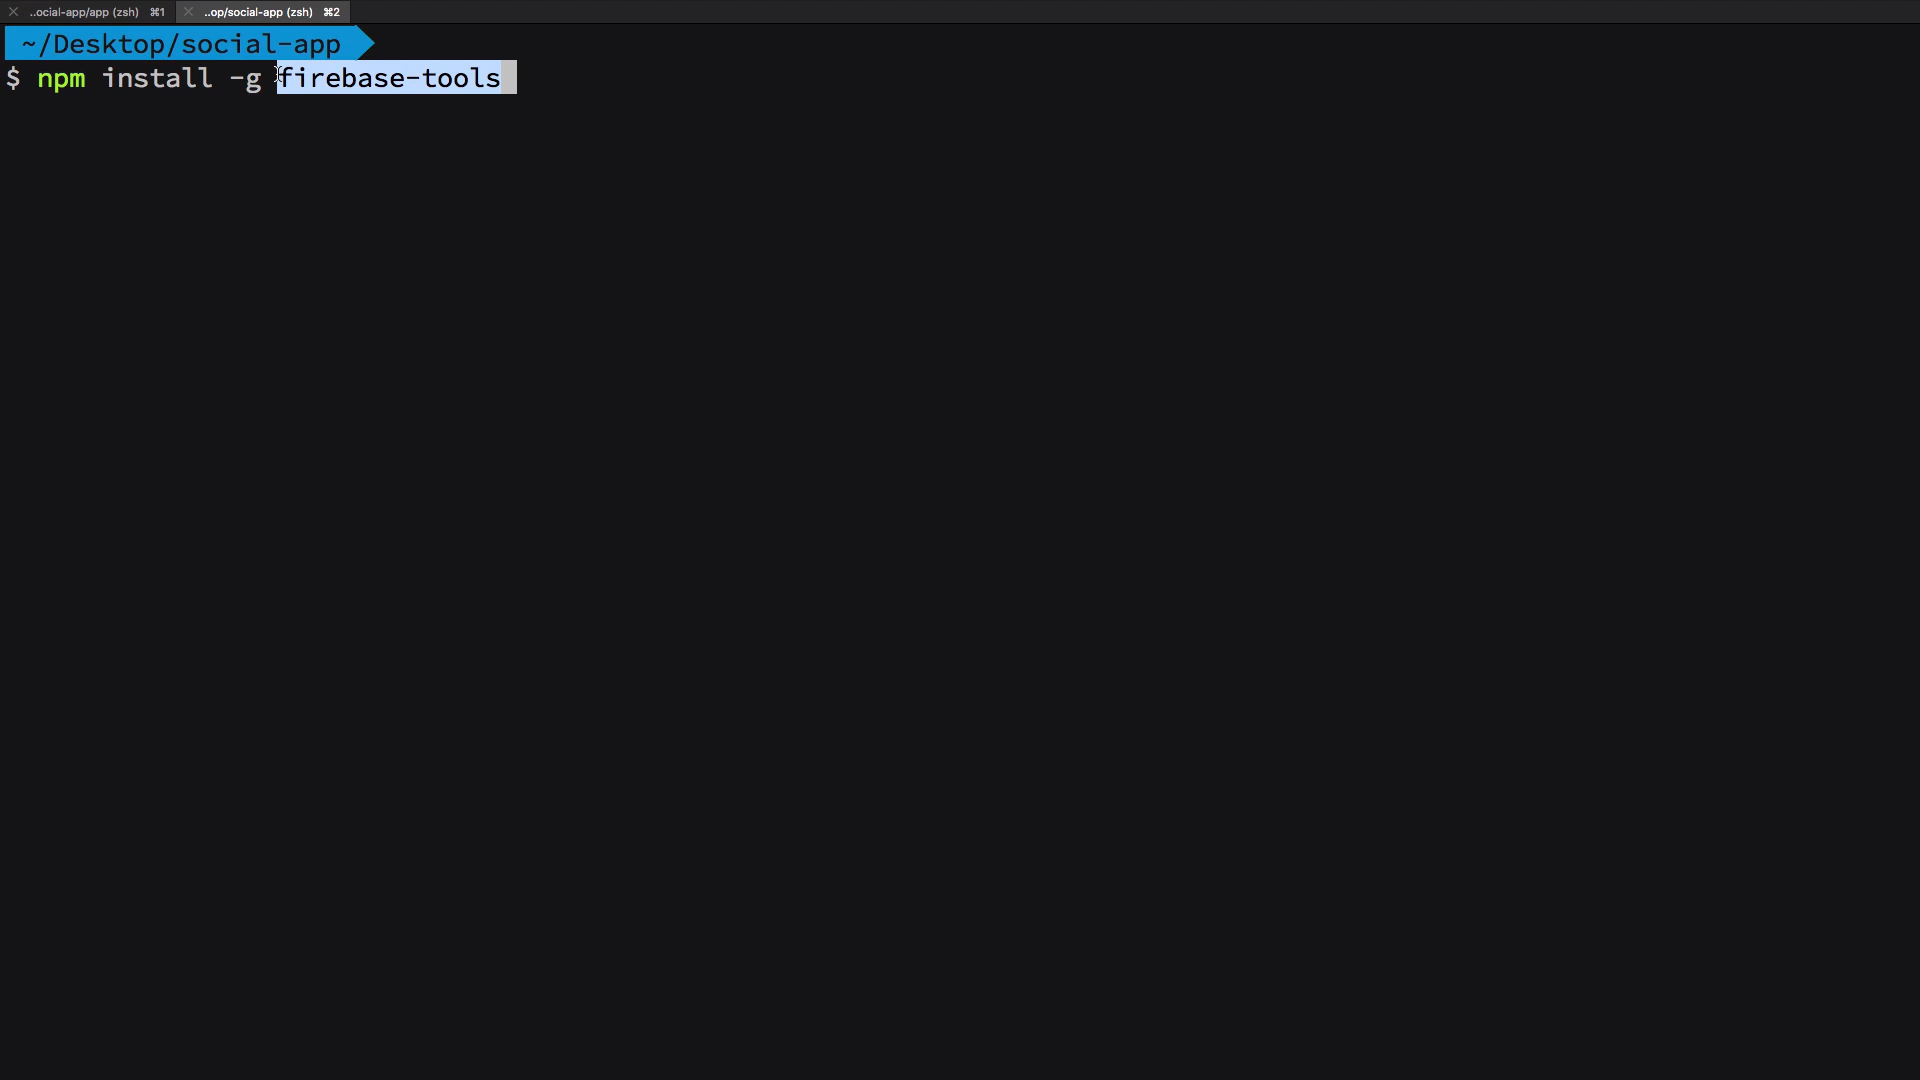 ..ocial-app/app (zsh) ⌘1 ..op/social-app (zsh) ⌘2
~/Desktop/social-app
$ npm install -g firebase-tools